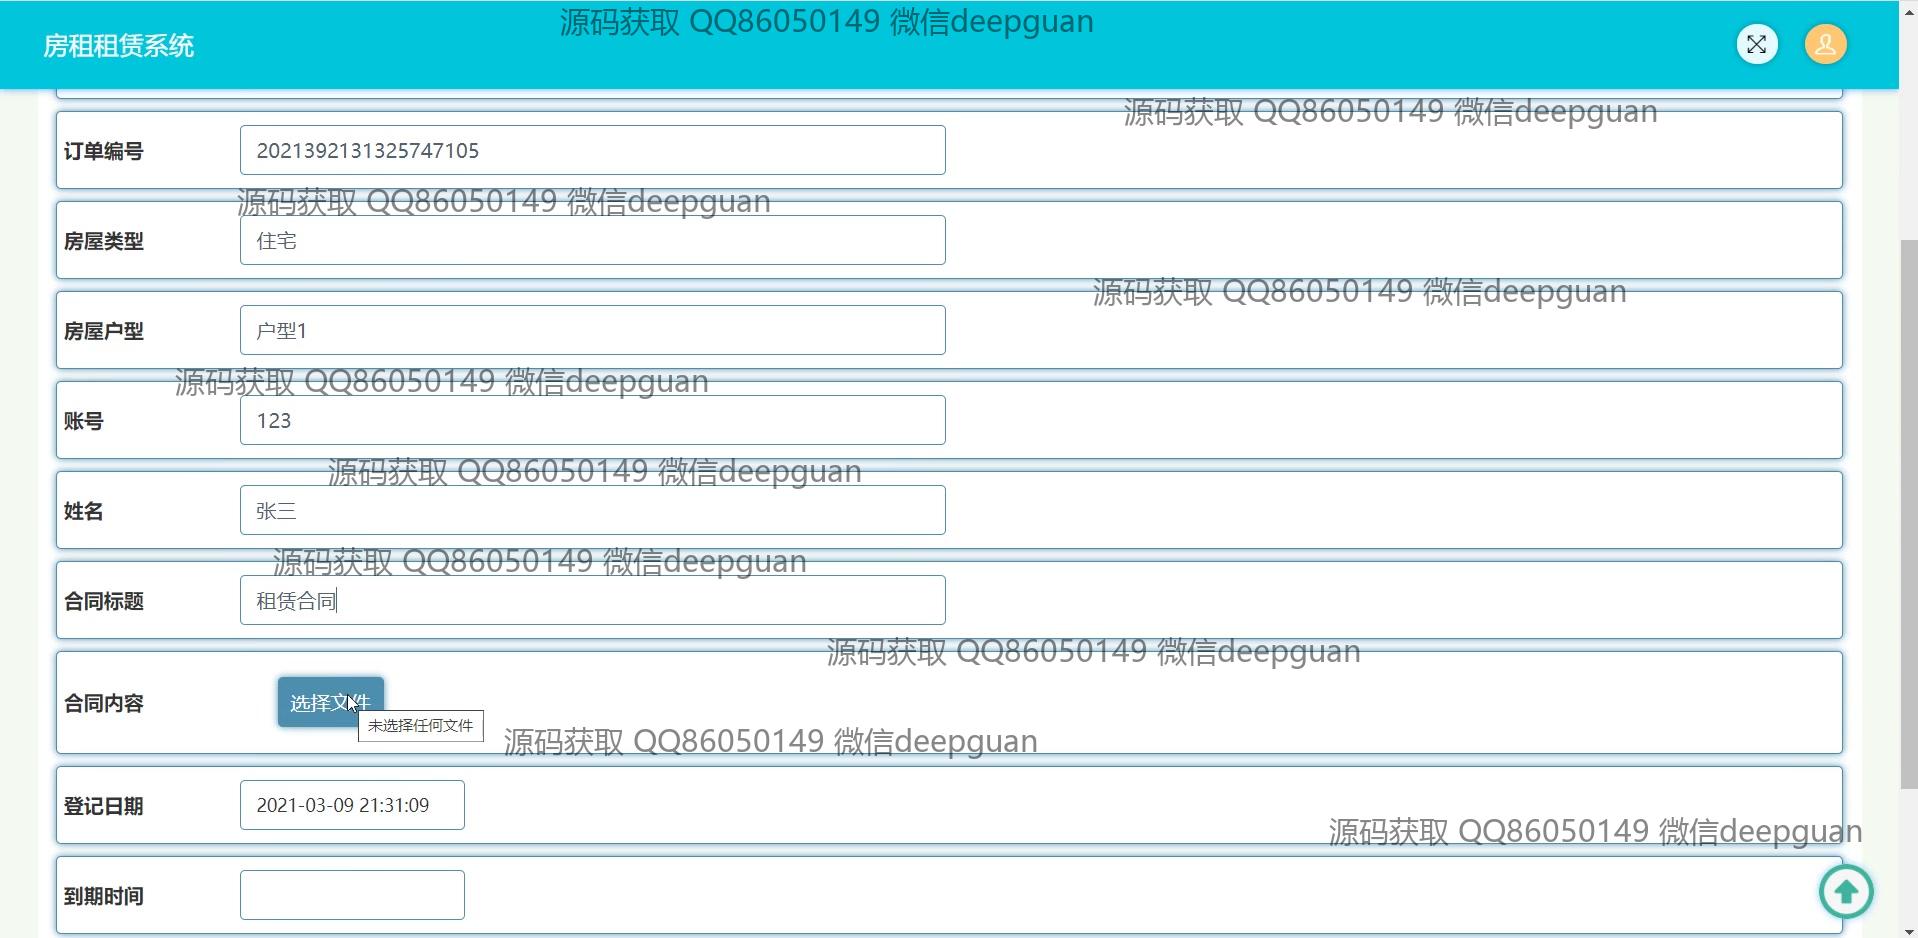 源码获取 QQ86050149 微信deepguan
房租租赁系统
源码获取 QQ86050149 微信deepguan
订单编号 2021392131325747105
源码获取 QQ86050149 微信deepguan
房屋类型 住宅
源码获取 QQ86050149 微信deepguan
房屋户型 户型1
源码获取 QQ86050149 微信deepguan
账号 123
源码获取 QQ86050149 微信deepguan
姓名 张三
源码获取 QQ86050149 微信deepguan
合同标题 租赁合同
源码获取 QQ86050149 微信deepguan
合同内容 选择文件
未选择任何文件
源码获取 QQ86050149 微信deepguan
登记日期 2021-03-09 21:31:09
源码获取 QQ86050149 微信deepguan
到期时间